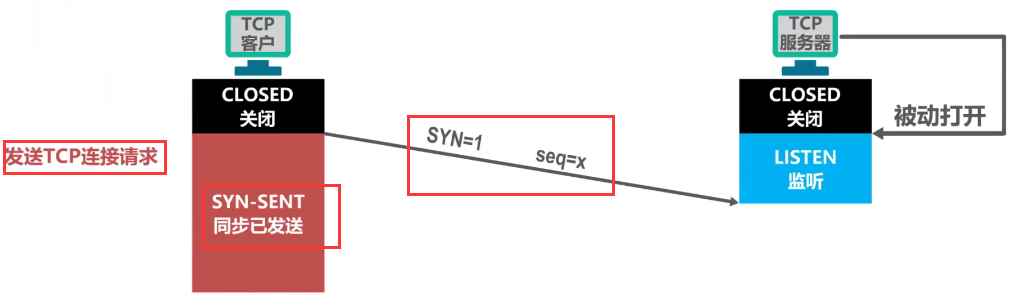 TCP
客户
TCP
服务器
CLOSED
关闭
CLOSED
关闭
被动打开
发送TCP连接请求
SYN=1
seq=x
LISTEN
监听
SYN-SENT
同步已发送